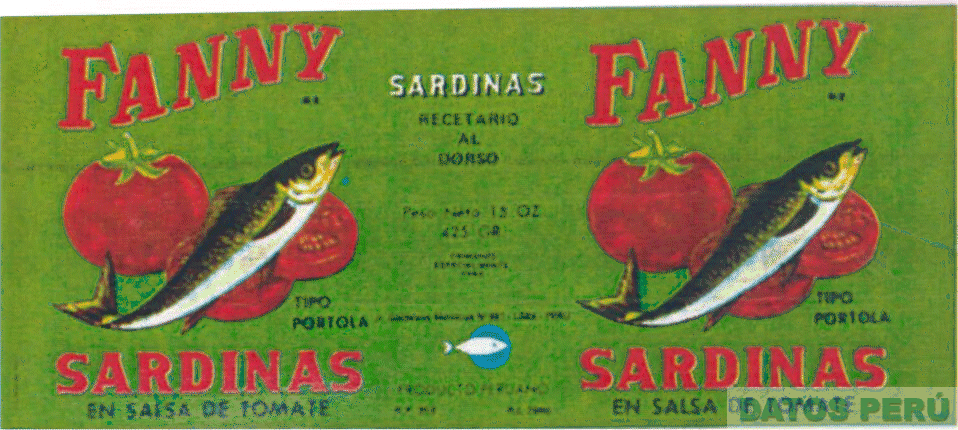 FANNY
M.R.
TIPO
PORTOLA
SARDINAS
EN SALSA DE TOMATE
SARDINAS
RECETARIO
AL
DORSO
Peso Neto 15 OZ.
425 GR.
PRODUCTO PERUANO
FANNY
M.R.
TIPO
PORTOLA
SARDINAS
EN SALSA DE TOMATE
DATOS PERÚ